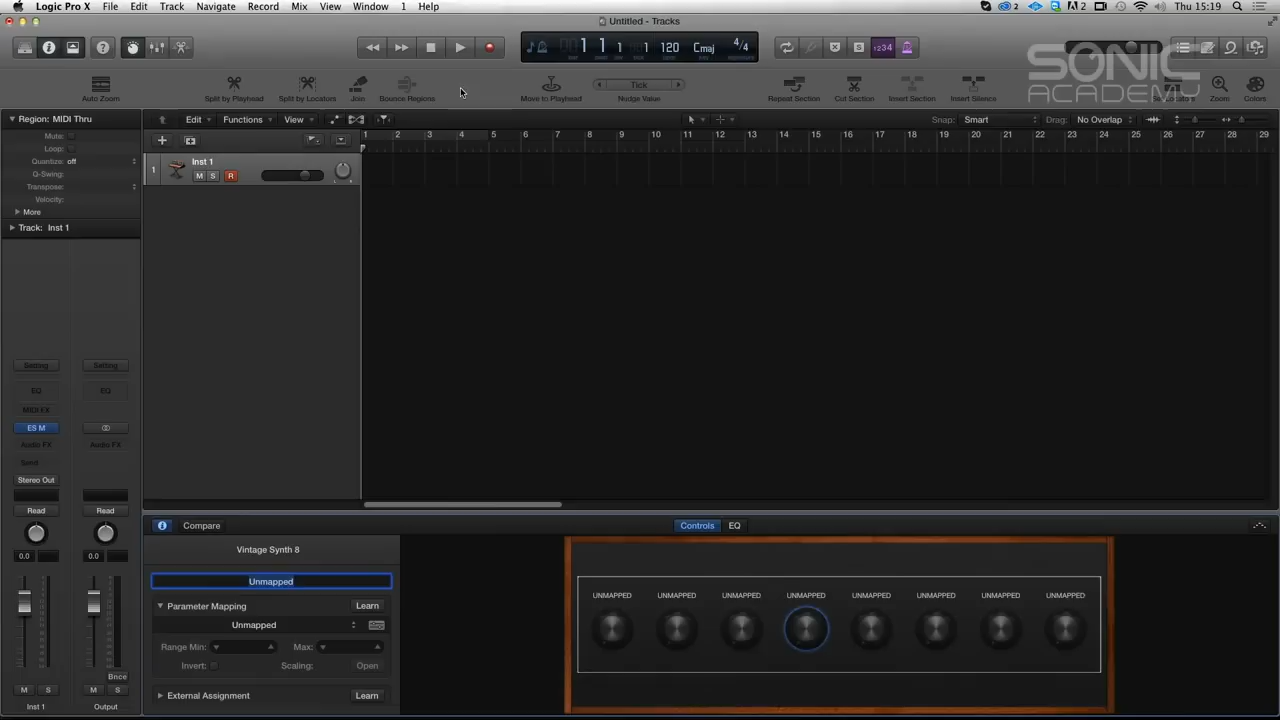 Logic Pro X File Edit Track Navigate Record Mix View Window 1 Help
2 2 Thu 15:19
Untitled - Tracks
1 1 1 120 Cmaj 4/4
1234
SONIC
ACADEMY
Auto Zoom Split by Playhead Split by Locators Join Bounce Regions Move to Playhead Tick Nudge Value Repeat Section Cut Section Insert Section Insert Silence Zoom Colors
Region: MIDI Thru
Edit Functions View Snap: Smart Drag: No Overlap
Mute:
Loop:
Quantize: off
Q-Swing:
Transpose:
Velocity:
More
Track: Inst 1
1 2 3 4 5 6 7 8 9 10 11 12 13 14 15 16 17 18 19 20 21 22 23 24 25 26 27 28 29
1 Inst 1
M S R
Setting Setting
EQ EQ
MIDI FX
ES M
Audio FX Audio FX
Send
Stereo Out
Read Read
0.0 0.0
Bnce
M S M S
Inst 1 Output
Compare Controls EQ
Vintage Synth 8
Unmapped
Parameter Mapping Learn
Unmapped
Range Min: Max:
Invert: Scaling: Open
External Assignment Learn
UNMAPPED UNMAPPED UNMAPPED UNMAPPED UNMAPPED UNMAPPED UNMAPPED UNMAPPED